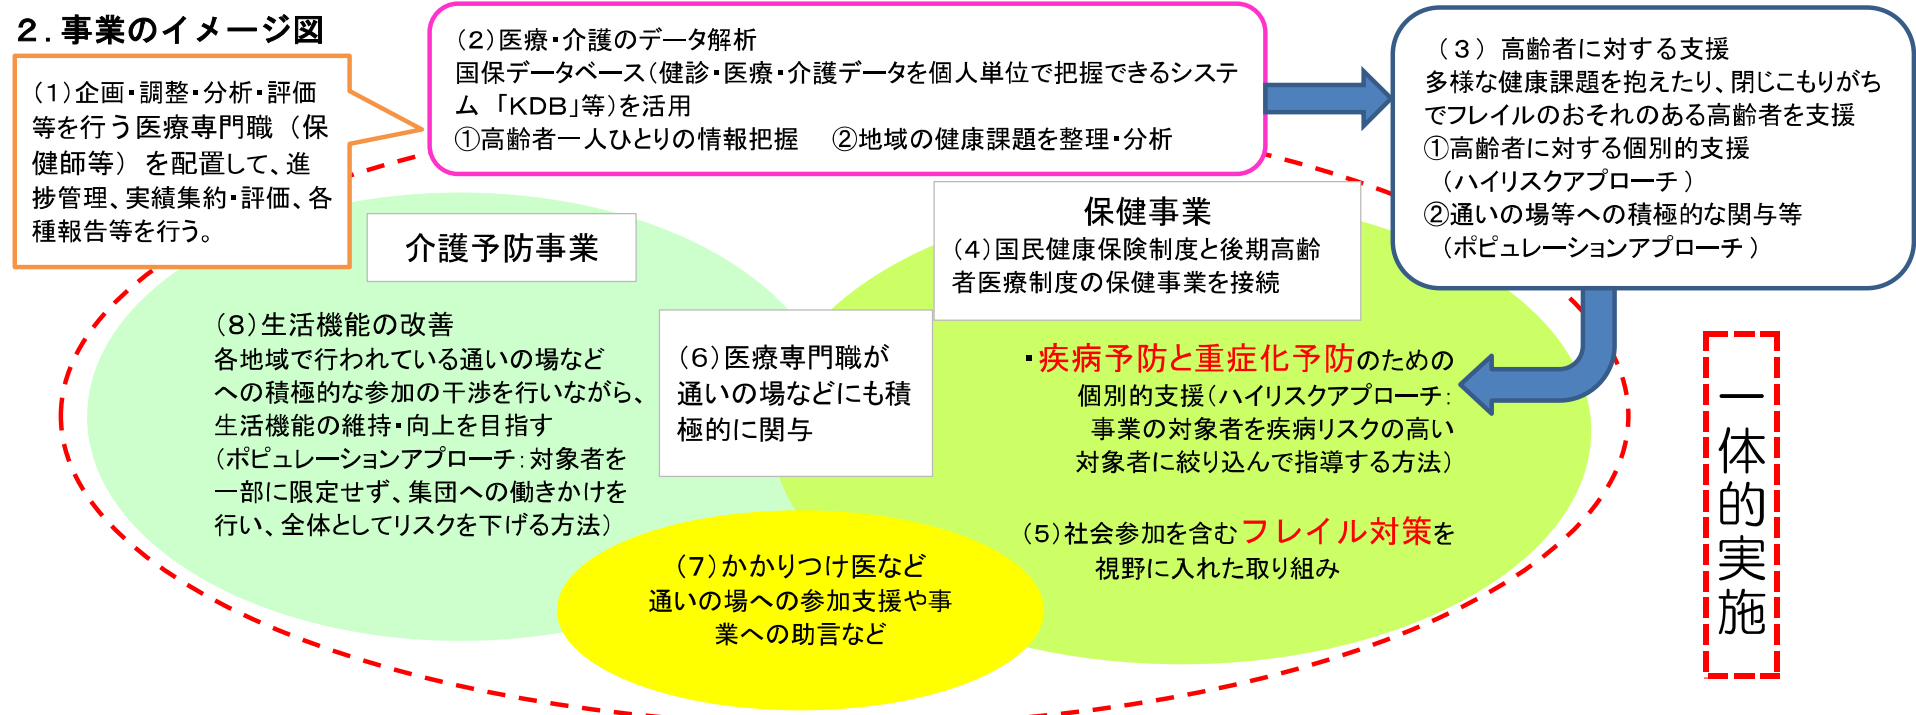 ２．事業のイメージ図
（１）企画・調整・分析・評価
等を行う医療専門職（保
健師等）を配置して、進
捗管理、実績集約・評価、各
種報告等を行う。
（２）医療・介護のデータ解析
国保データベース（健診・医療・介護データを個人単位で把握できるシステ
ム「ＫＤＢ」等）を活用
①高齢者一人ひとりの情報把握　②地域の健康課題を整理・分析
（３）高齢者に対する支援
多様な健康課題を抱えたり、閉じこもりがち
でフレイルのおそれのある高齢者を支援
①高齢者に対する個別的支援
（ハイリスクアプローチ）
②通いの場等への積極的な関与等
（ポピュレーションアプローチ）
介護予防事業
保健事業
（４）国民健康保険制度と後期高齢
者医療制度の保健事業を接続
（８）生活機能の改善
各地域で行われている通いの場など
への積極的な参加の干渉を行いながら、
生活機能の維持・向上を目指す
（ポピュレーションアプローチ：対象者を
一部に限定せず、集団への働きかけを
行い、全体としてリスクを下げる方法）
（６）医療専門職が
通いの場などにも積
極的に関与
・疾病予防と重症化予防のための
個別的支援（ハイリスクアプローチ：
事業の対象者を疾病リスクの高い
対象者に絞り込んで指導する方法）
（５）社会参加を含むフレイル対策を
視野に入れた取り組み
（７）かかりつけ医など
通いの場への参加支援や事
業への助言など
一体的実施